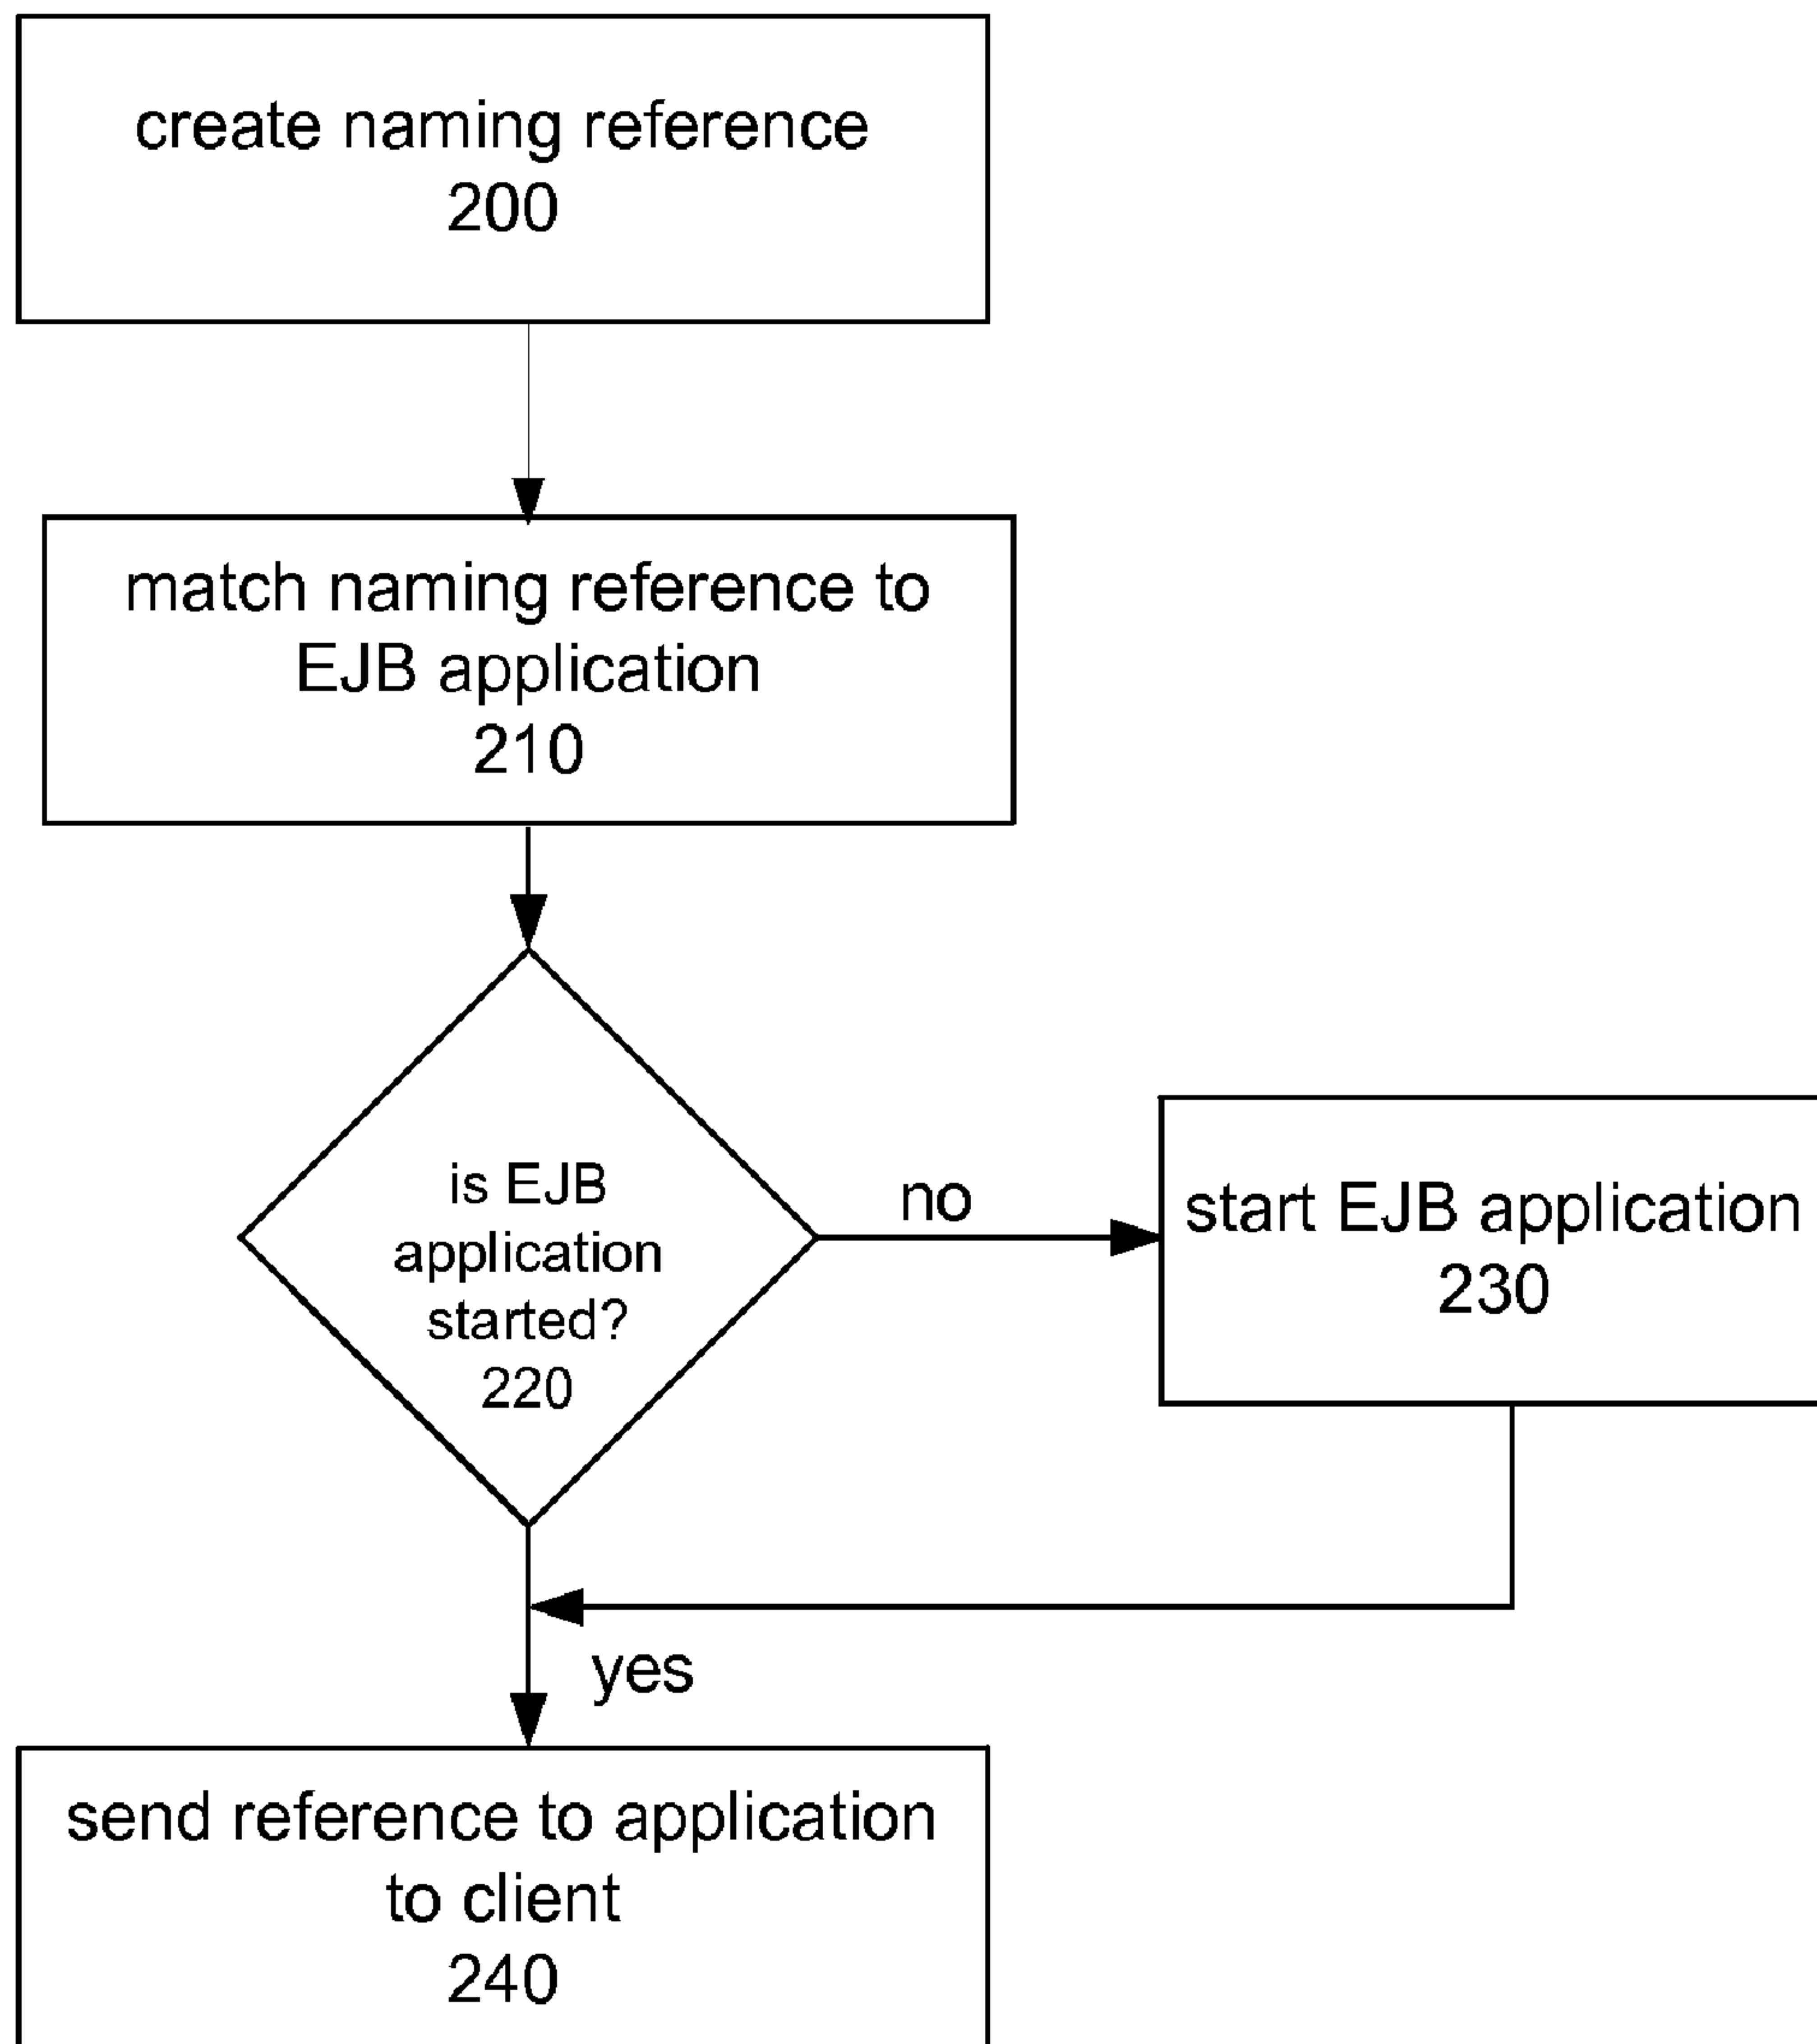 create naming reference
200
match naming reference to
EJB application
210
is EJB
application
started?
220
no
start EJB application
230
yes
send reference to application
to client
240